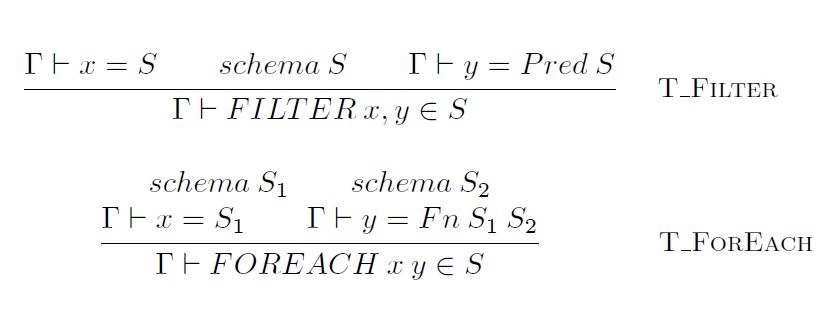 Γ ⊢ x = S schema S Γ ⊢ y = Pred S
Γ ⊢ FILTER x, y ∈ S T_FILTER
schema S₁ schema S₂
Γ ⊢ x = S₁ Γ ⊢ y = Fn S₁ S₂
Γ ⊢ FOREACH x y ∈ S T_FOREACH